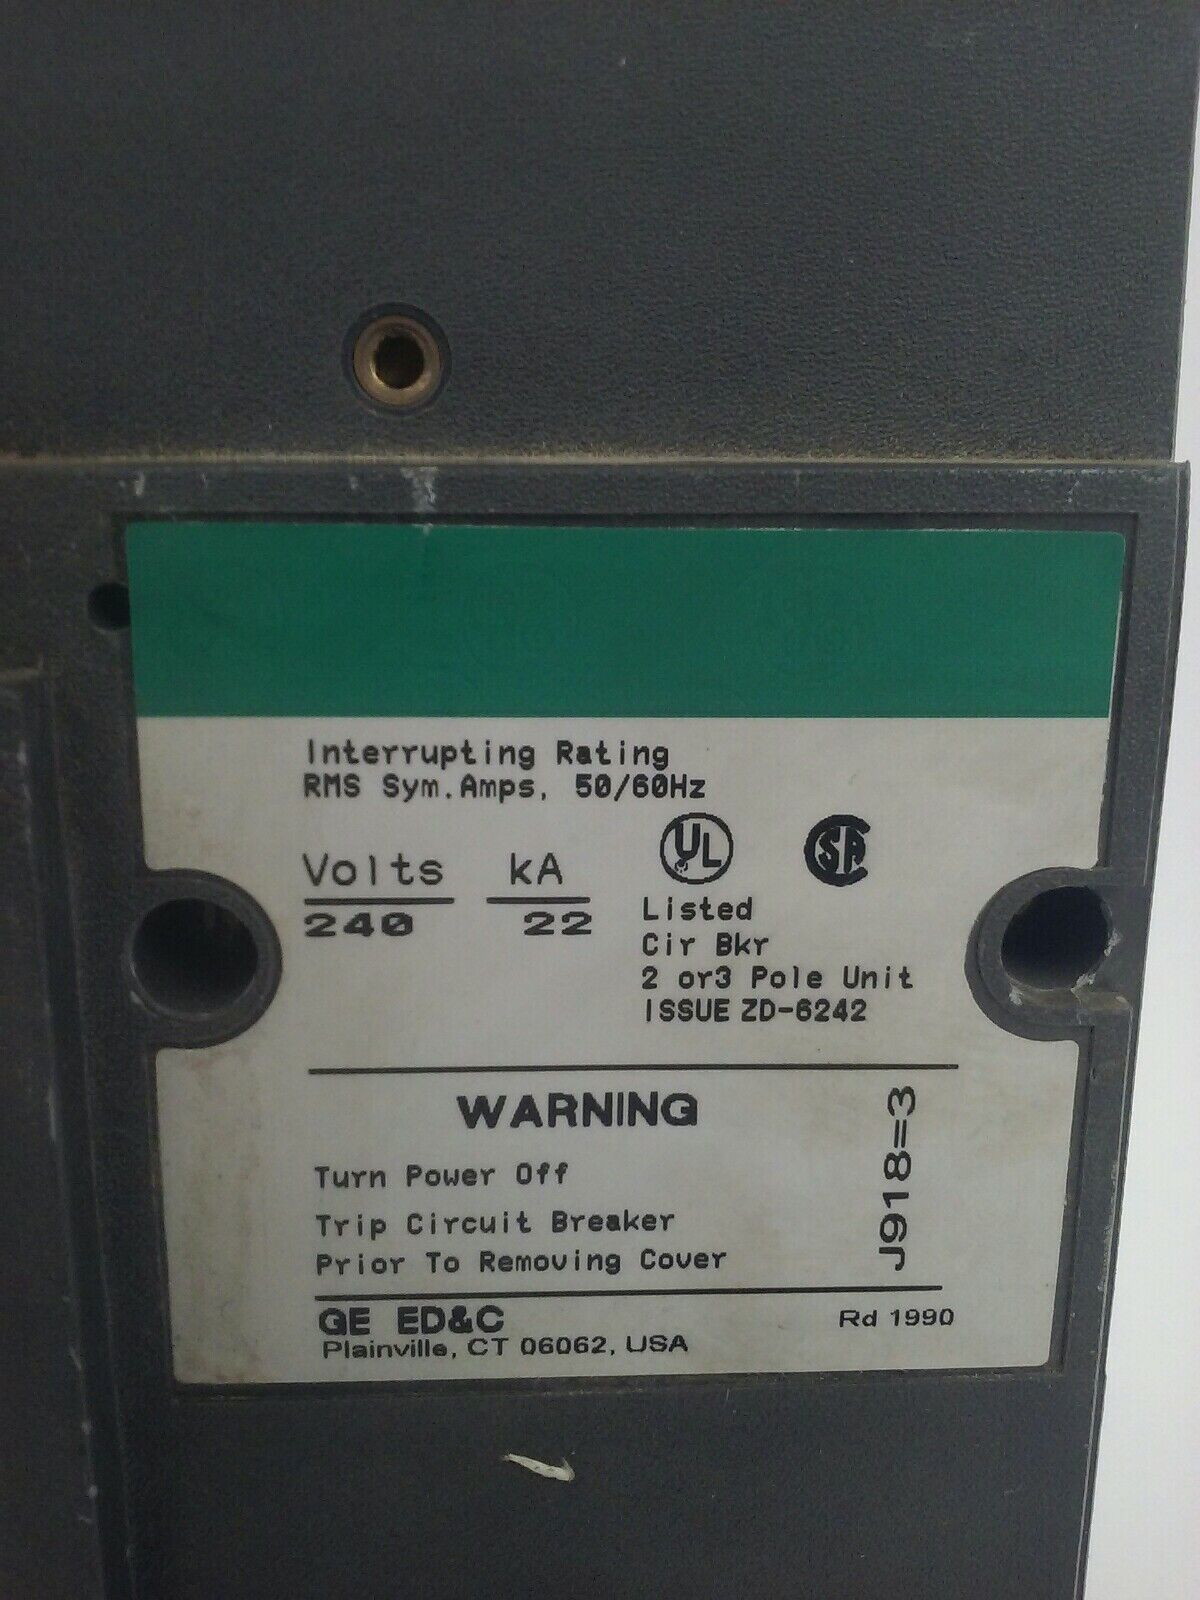 Interrupting Rating
RMS Sym.Amps, 50/60Hz
Volts kA
240 22
UL
Listed
Cir Bkr
2 or3 Pole Unit
ISSUE ZD-6242
WARNING
Turn Power Off
Trip Circuit Breaker
Prior To Removing Cover
J918=3
GE ED&C
Plainville, CT 06062, USA
Rd 1990